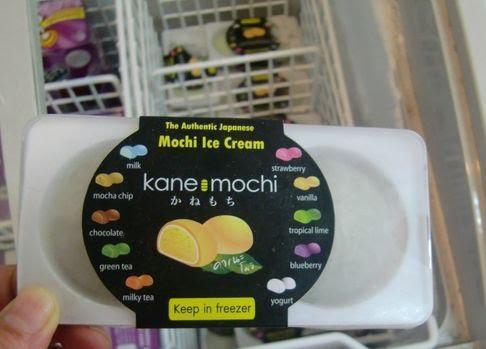 The Authentic Japanese
Mochi Ice Cream
milk
strawberry
kane mochi
かねもち
mocha chip
vanilla
chocolate
tropical lime
green tea
blueberry
milky tea
yogurt
Keep in freezer